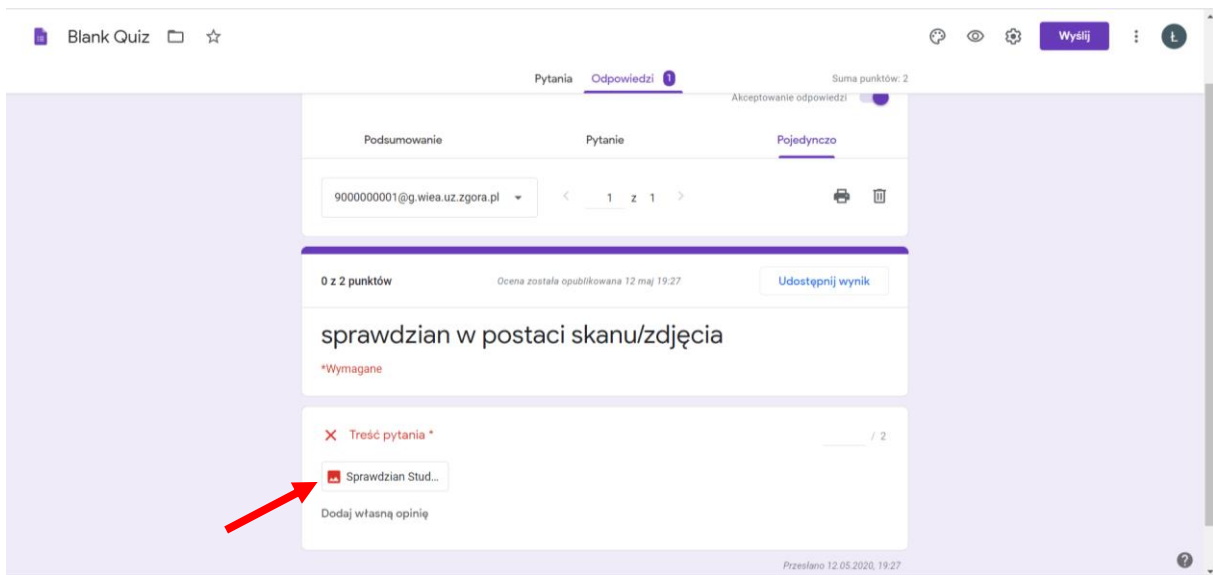 Blank Quiz
Wyślij
Ł
Pytania Odpowiedzi 1
Suma punktów: 2
Akceptowanie odpowiedzi
Podsumowanie Pytanie Pojedynczo
9000000001@g.wiea.uz.zgora.pl 1 z 1
0 z 2 punktów Ocena została opublikowana 12 maj 19:27 Udostępnij wynik
sprawdzian w postaci skanu/zdjęcia
*Wymagane
Treść pytania * / 2
Sprawdzian Stud...
Dodaj własną opinię
Przesłano 12.05.2020, 19:27